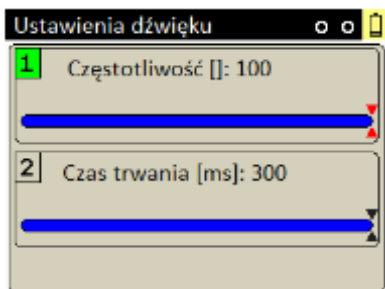 Ustawienia dźwięku
1 Częstotliwość []: 100
2 Czas trwania [ms]: 300